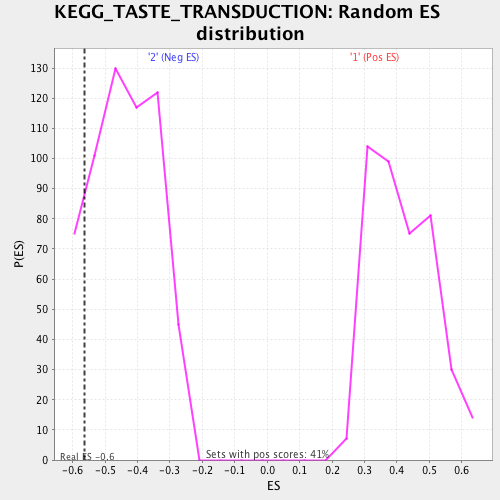 KEGG_TASTE_TRANSDUCTION: Random ES
distribution
'2' (Neg ES) '1' (Pos ES)
130
120
110
100
90
80
70
60
50
40
30
20
10
0
P(ES)
Real ES -0.6
Sets with pos scores: 41%
-0.6 -0.5 -0.4 -0.3 -0.2 -0.1 0.0 0.1 0.2 0.3 0.4 0.5 0.6
ES